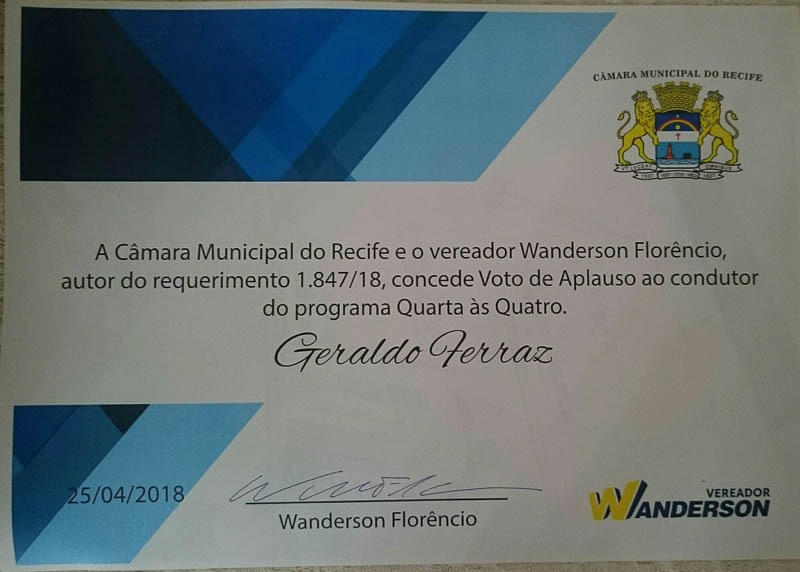 CÂMARA MUNICIPAL DO RECIFE
A Câmara Municipal do Recife e o vereador Wanderson Florêncio,
autor do requerimento 1.847/18, concede Voto de Aplauso ao condutor
do programa Quarta às Quatro.
Geraldo Ferraz
25/04/2018
Wanderson Florêncio
VEREADOR
WANDERSON